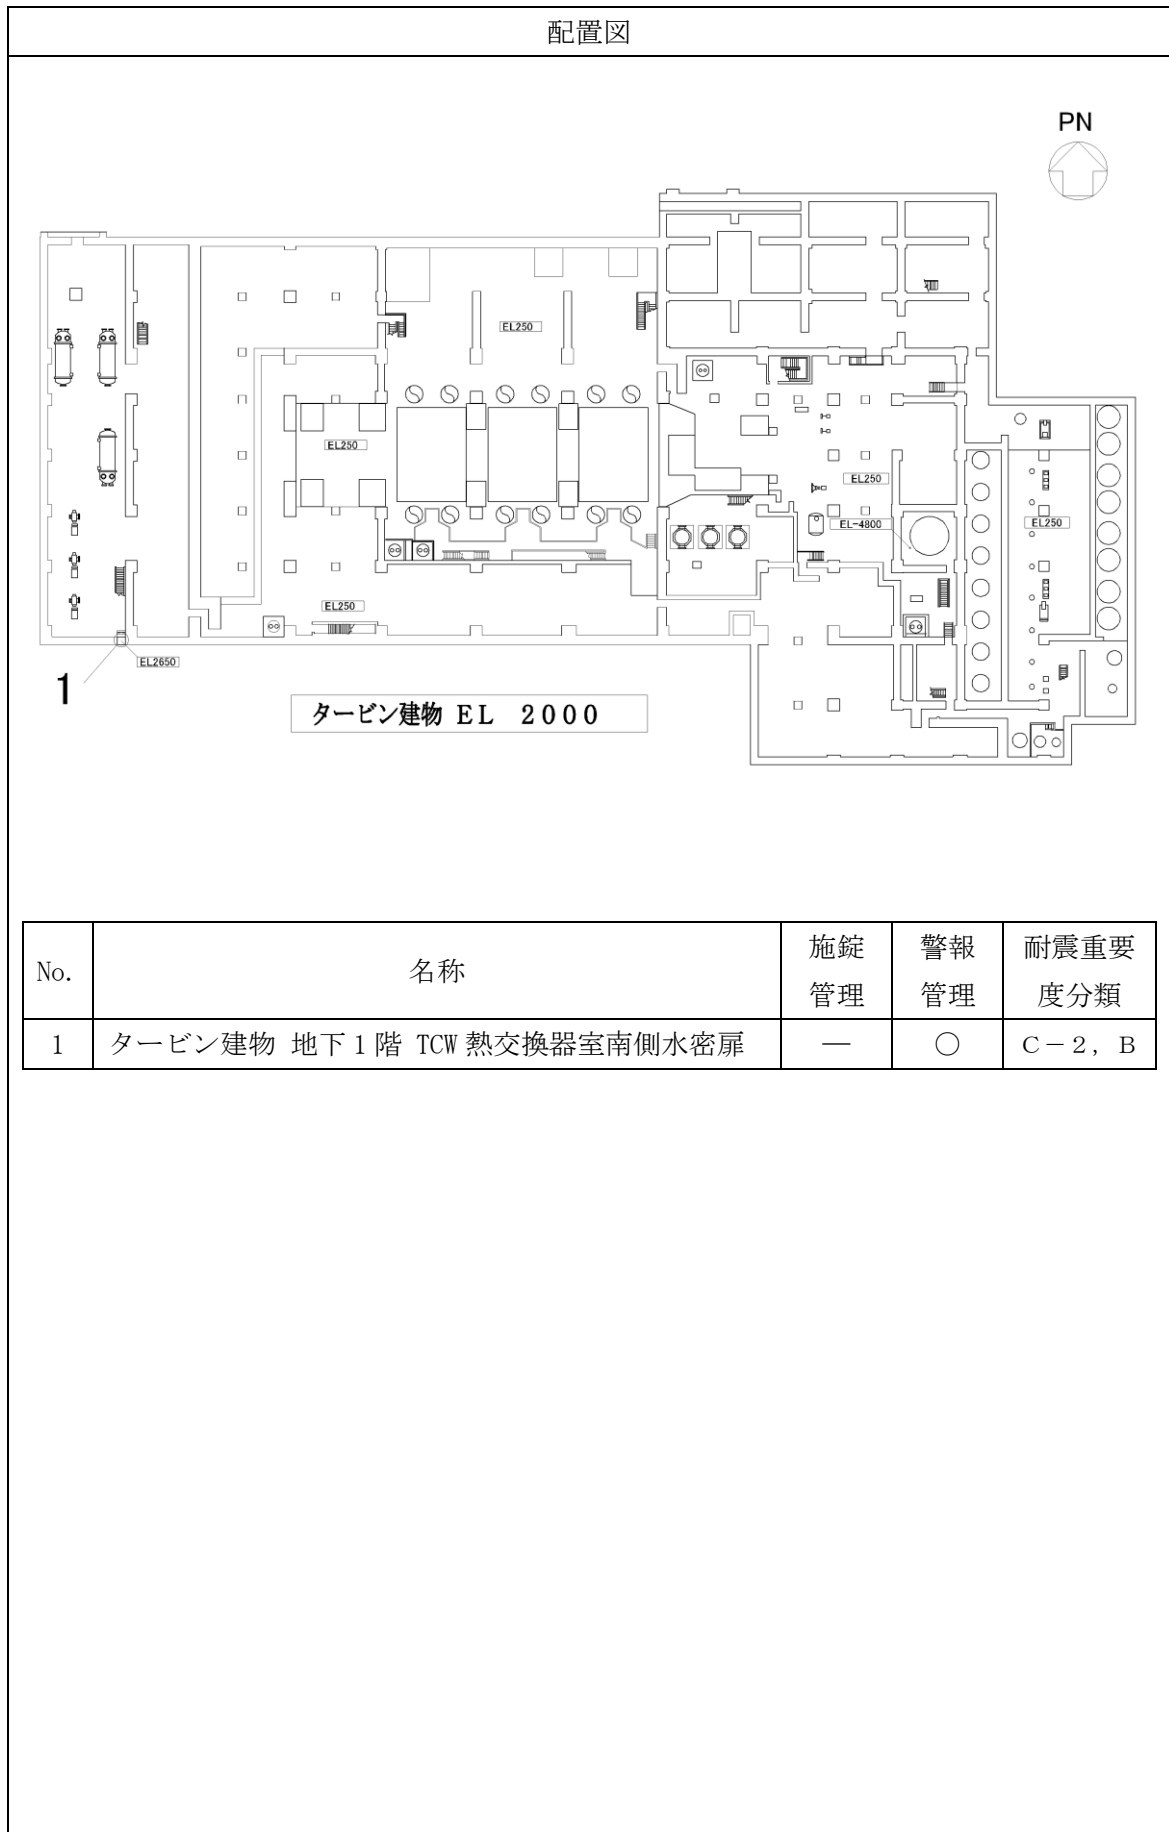 配置図
PN
EL250
EL250
EL250
EL-4800
EL250
EL250
EL2650
1
タービン建物 EL 2000
No.
名称
施錠
管理
警報
管理
耐震重要
度分類
1 タービン建物 地下1階 TCW熱交換器室南側水密扉 ― ○ C-2, B